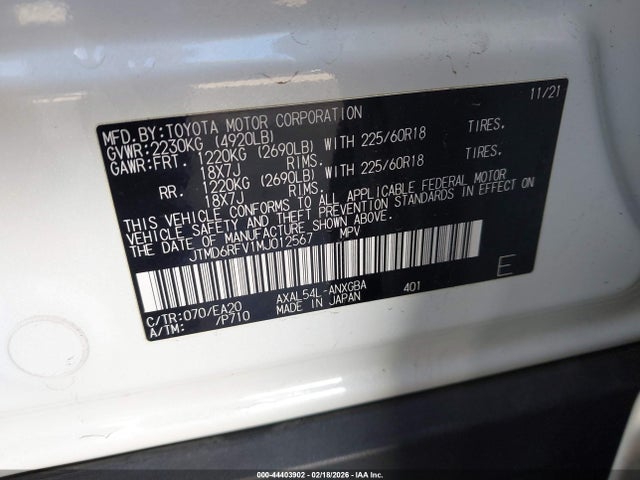 11/21
MFD.BY:TOYOTA MOTOR CORPORATION
GVWR:2230KG (4920LB)
GAWR:FRT. 1220KG (2690LB) WITH 225/60R18 TIRES.
18X7J RIMS.
RR. 1220KG (2690LB) WITH 225/60R18 TIRES.
18X7J RIMS.
THIS VEHICLE CONFORMS TO ALL APPLICABLE FEDERAL MOTOR
VEHICLE SAFETY AND THEFT PREVENTION STANDARDS IN EFFECT ON
THE DATE OF MANUFACTURE SHOWN ABOVE.
JTMD6RFV1MJ012567 MPV
C/TR:070/EA20 AXAL54L-ANXGBA 401
A/TM: /P710 MADE IN JAPAN
E
000-44403902 - 02/18/2026 - IAA Inc.